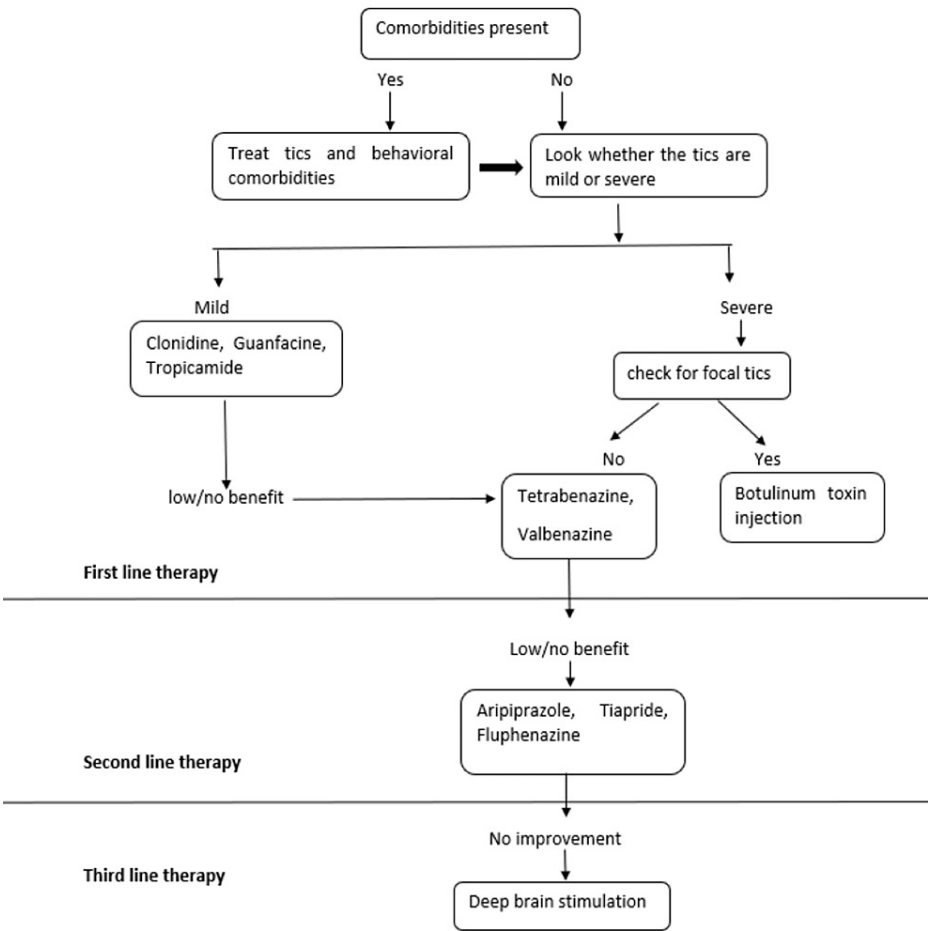 Comorbidities present
Yes
No
Treat tics and behavioral
comorbidities
Look whether the tics are
mild or severe
Mild
Severe
Clonidine, Guanfacine,
Tropicamide
check for focal tics
No
Yes
low/no benefit
Tetrabenazine,
Valbenazine
Botulinum toxin
injection
First line therapy
Low/no benefit
Aripiprazole, Tiapride,
Fluphenazine
Second line therapy
No improvement
Third line therapy
Deep brain stimulation